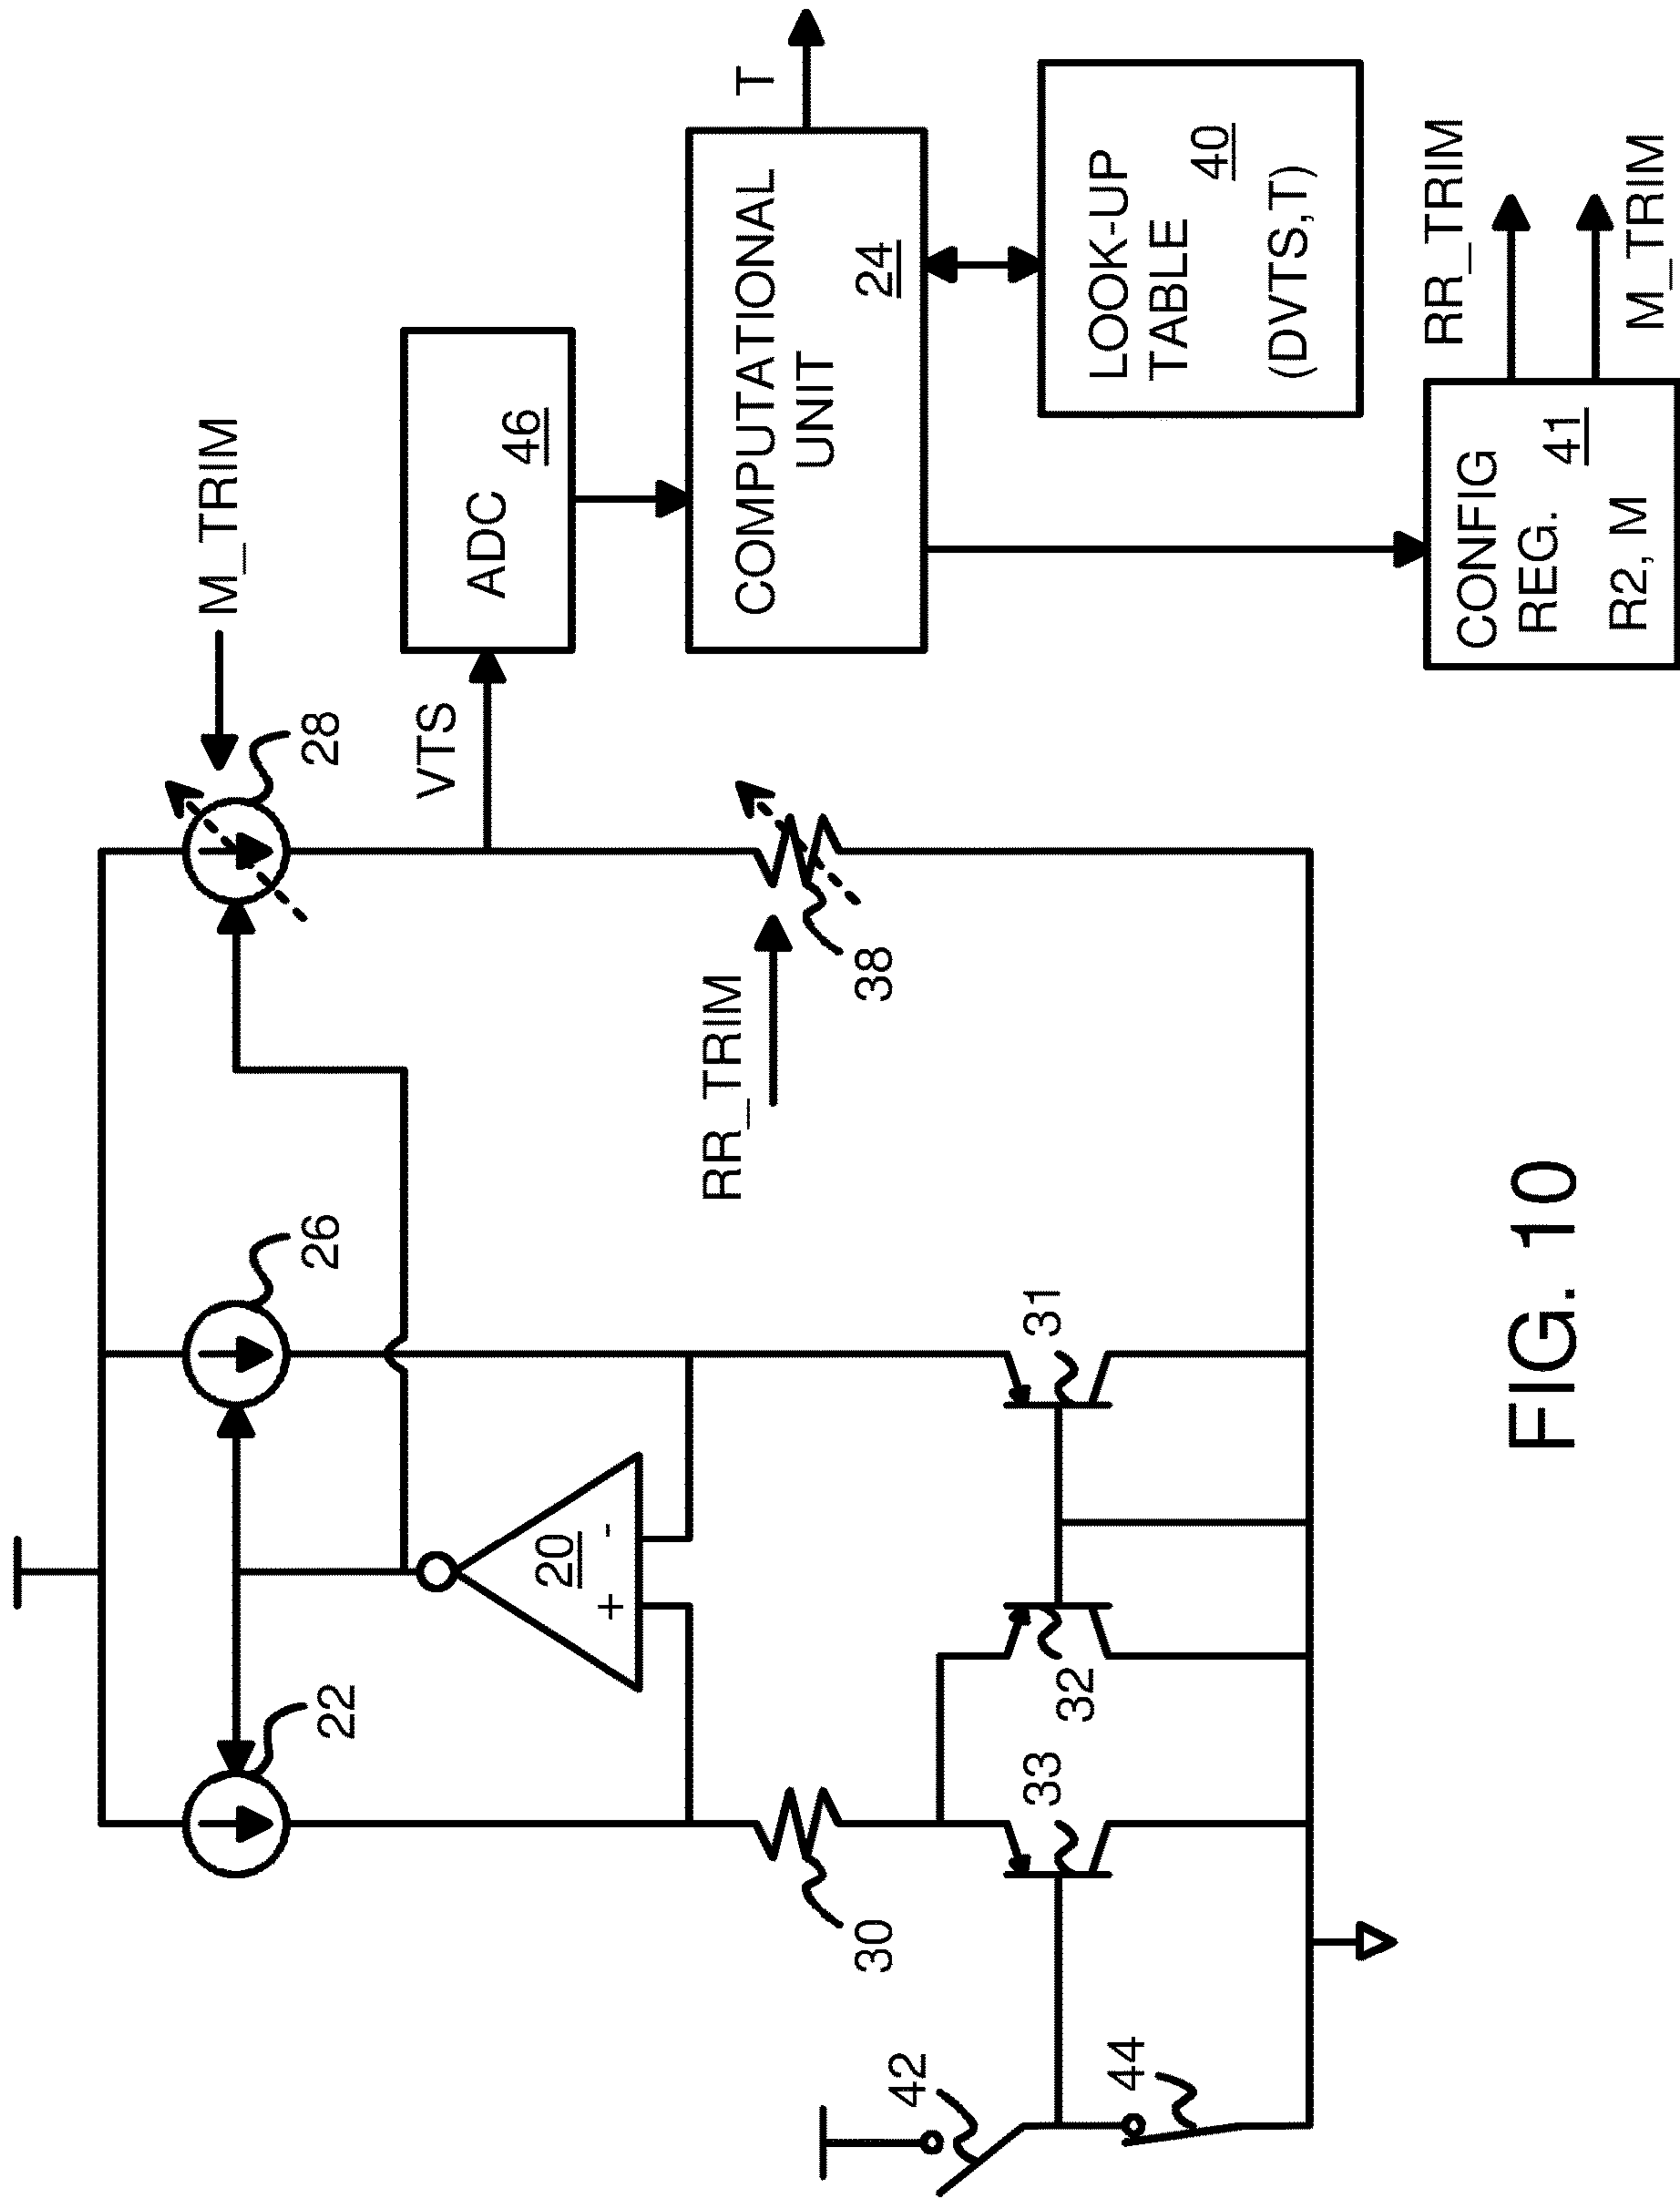 22
26
28
M_TRIM
20
+
-
VTS
ADC
46
T
COMPUTATIONAL
UNIT
24
30
RR_TRIM
38
42
44
33
32
31
LOOK-UP
TABLE
40
(DVTS,T)
CONFIG
REG.
41
R2, M
RR_TRIM
M_TRIM
FIG. 10